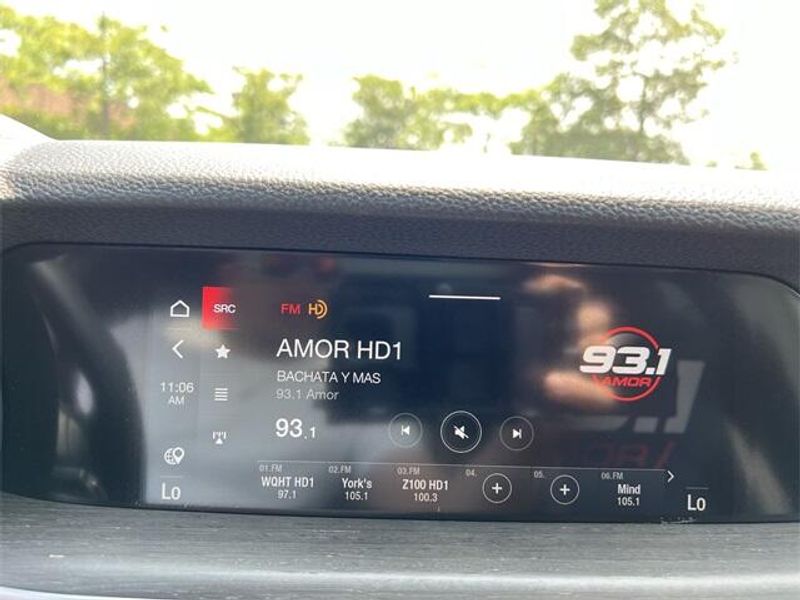 SRC
FM HD
AMOR HD1
BACHATA Y MAS
93.1 Amor
93.1
93.1
AMOR
11:06
AM
Lo
01.FM
WQHT HD1
97.1
02.FM
York's
105.1
03.FM
Z100 HD1
100.3
04.
05.
06.FM
Mind
105.1
Lo